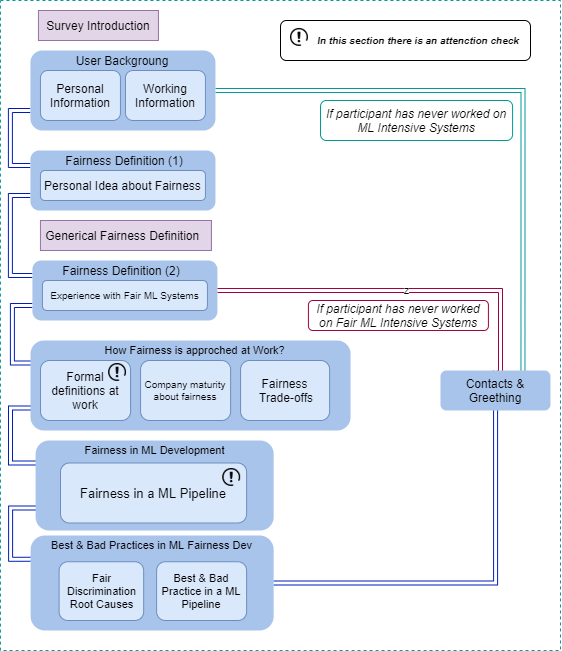 Survey Introduction
In this section there is an attenction check
User Backgroung
Personal
Information
Working
Information
If participant has never worked on
ML Intensive Systems
Fairness Definition (1)
Personal Idea about Fairness
Generical Fairness Definition
Fairness Definition (2)
Experience with Fair ML Systems
z
If participant has never worked
on Fair ML Intensive Systems
How Fairness is approched at Work?
Formal
definitions at
work
Company maturity
about fairness
Fairness
Trade-offs
Contacts &
Greething
Fairness in ML Development
Fairness in a ML Pipeline
Best & Bad Practices in ML Fairness Dev
Fair
Discrimination
Root Causes
Best & Bad
Practice in a ML
Pipeline